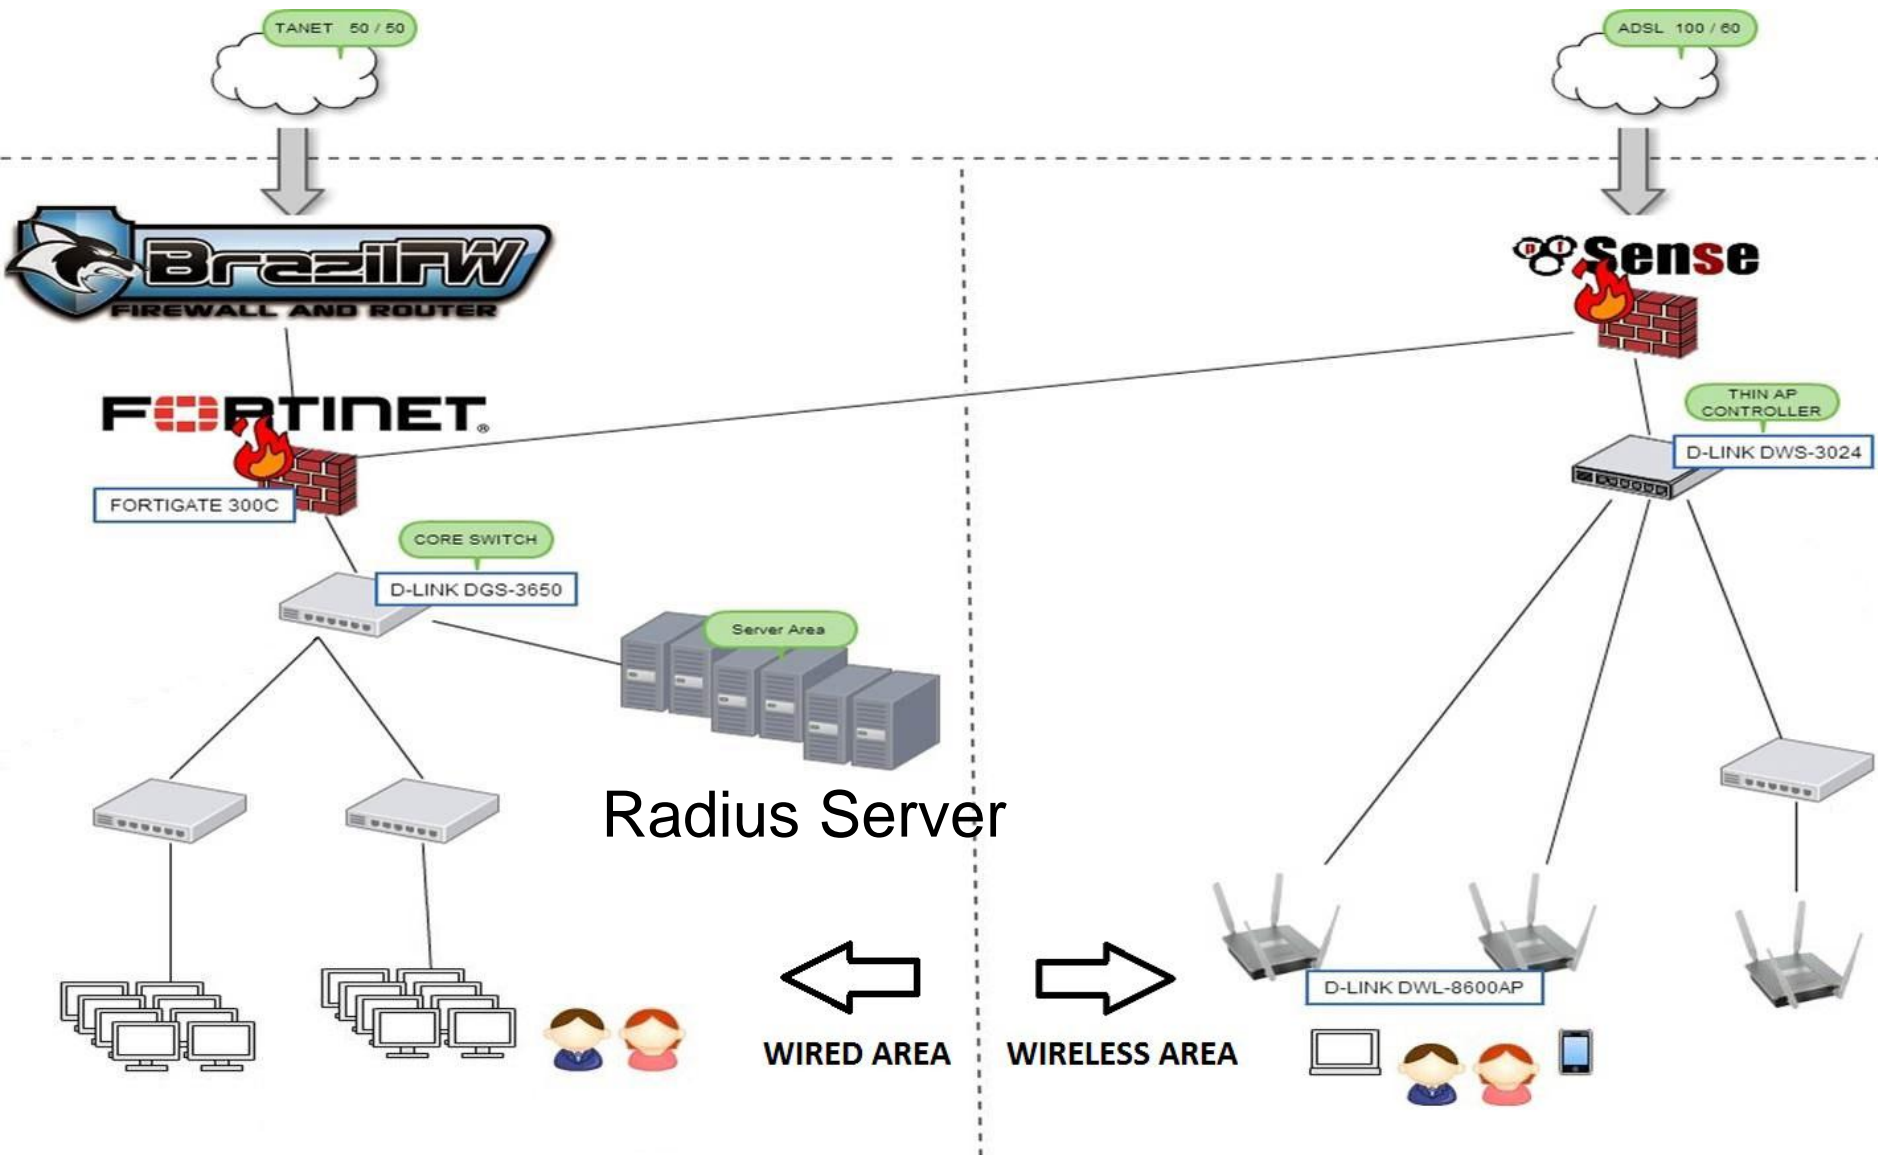 TANET 50 / 50
ADSL 100 / 60
BrazilFW
FIREWALL AND ROUTER
pfSense
FORTINET®
FORTIGATE 300C
THIN AP
CONTROLLER
D-LINK DWS-3024
CORE SWITCH
D-LINK DGS-3650
Server Area
Radius Server
D-LINK DWL-8600AP
WIRED AREA
WIRELESS AREA